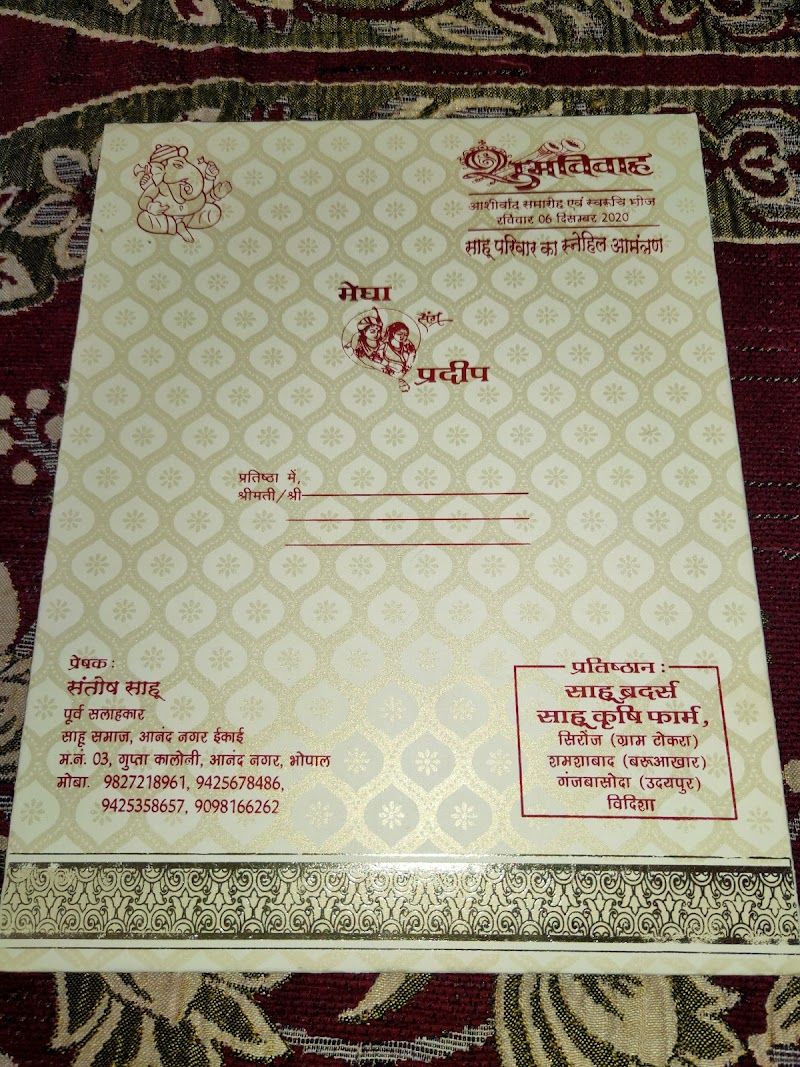 शुभविवाह
आशीर्वाद समारोह एवं स्वरूचि भोज
रविवार 06 दिसम्बर 2020
साहू परिवार का स्नेहिल आमंत्रण
मेघा
संग
प्रदीप
प्रतिष्ठा में,
श्रीमती/श्री
प्रेषक :
संतोष साहू
पूर्व सलाहकार
साहू समाज, आनंद नगर ईकाई
म.नं. 03, गुप्ता कालोनी, आनंद नगर, भोपाल
मोबा. 9827218961, 9425678486,
9425358657, 9098166262
प्रतिष्ठान :
साहू ब्रदर्स
साहू कृषि फार्म,
सिरोंज (ग्राम टोकरा)
शमशाबाद (बरूआखार)
गंजबासोदा (उदयपुर)
विदिशा